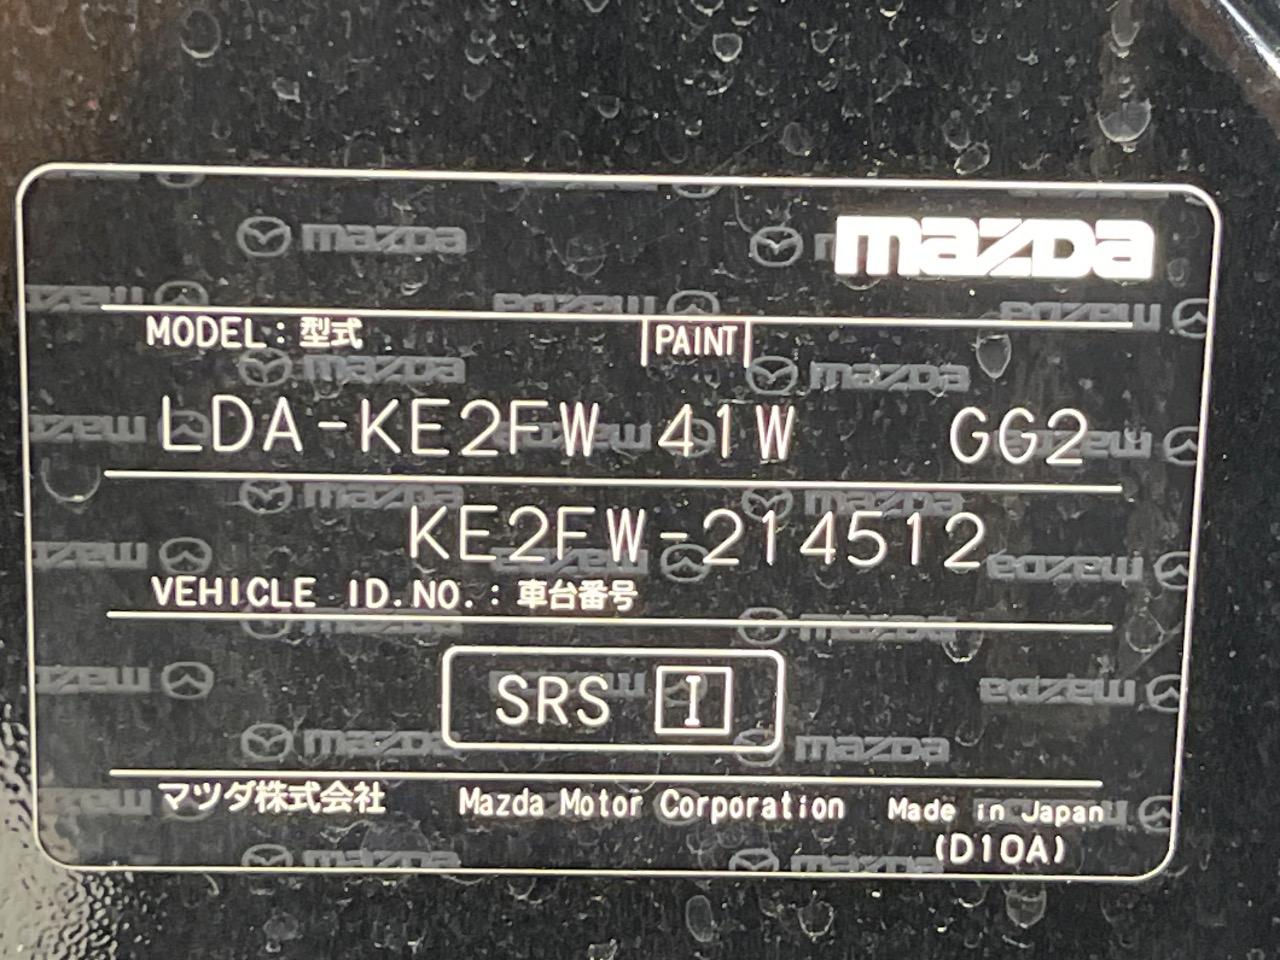 mazda
MODEL: 型式 PAINT
LDA-KE2FW 41W GG2
KE2FW-214512
VEHICLE ID.NO.: 車台番号
SRS I
マツダ株式会社 Mazda Motor Corporation Made in Japan
(D10A)